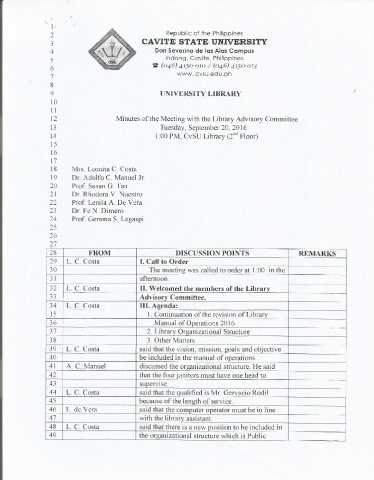 Republic of the Philippines
CAVITE STATE UNIVERSITY
Don Severino de las Alas Campus
Indang, Cavite, Philippines
☎ (046) 4150-010 / (046) 4150-013
www.cvsu.edu.ph
UNIVERSITY LIBRARY
Minutes of the Meeting with the Library Advisory Committee
Tuesday, September 20, 2016
1:00 PM, CvSU Library (2nd Floor)
1
2
3
4
5
6
7
8
9
10
11
12
13
14
15
16
17
18 Mrs. Leonita C. Costa
19 Dr. Adolfo C. Manuel Jr.
20 Prof. Susan G. Tan
21 Dr. Rhodora V. Nuestro
22 Prof. Lenila A. De Vera
23 Dr. Fe N. Dimero
24 Prof. Gemma S. Legaspi
25
26
27
28 FROM DISCUSSION POINTS REMARKS
29 L. C. Costa I. Call to Order
30 The meeting was called to order at 1:00 in the
31 afternoon.
32 L. C. Costa II. Welcomed the members of the Library
33 Advisory Committee.
34 L. C. Costa III. Agenda:
35 1. Continuation of the revision of Library
36 Manual of Operations 2016
37 2. Library Organizational Structure
38 3. Other Matters
39 L. C. Costa said that the vision, mission, goals and objective
40 be included in the manual of operations
41 A. C. Manuel discussed the organizational structure. He said
42 that the four janitors must have one head to
43 supervise.
44 L. C. Costa said that the qualified is Mr. Gervacio Rodil
45 because of the length of service.
46 L. de Vera said that the computer operator must be in line
47 with the library assistant.
48 L. C. Costa said that there is a new position to be included in
49 the organizational structure which is Public